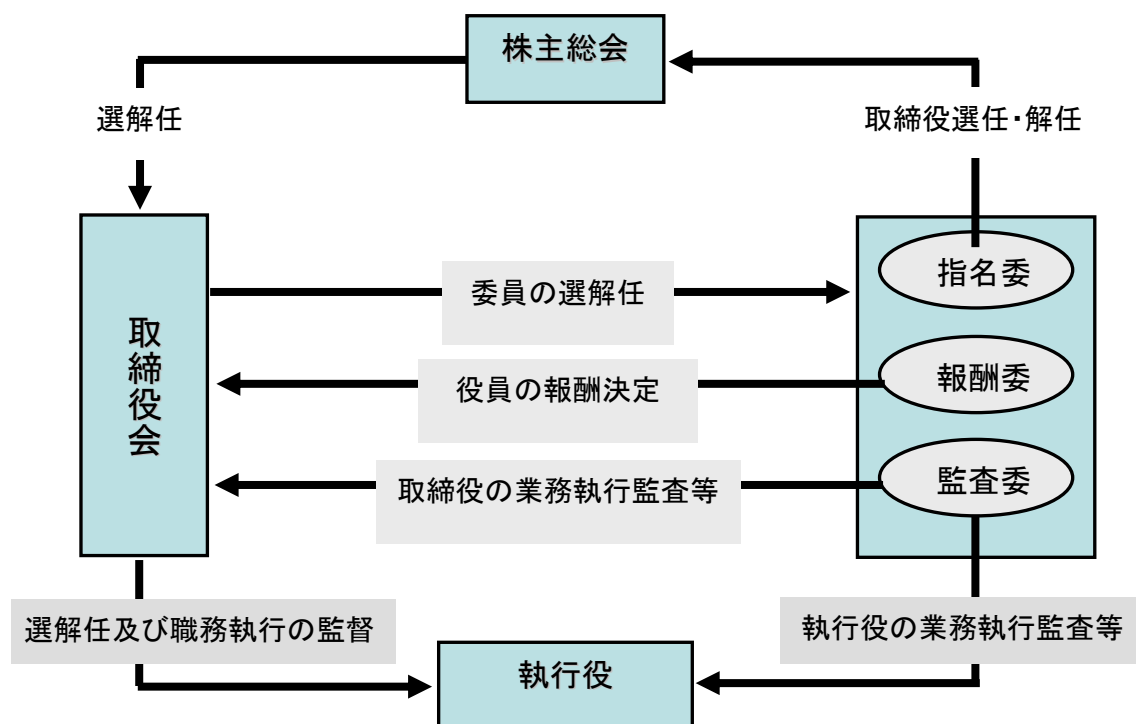 株主総会
選解任
取締役選任・解任
指名委
委員の選解任
取締役会
役員の報酬決定
報酬委
取締役の業務執行監査等
監査委
選解任及び職務執行の監督
執行役の業務執行監査等
執行役